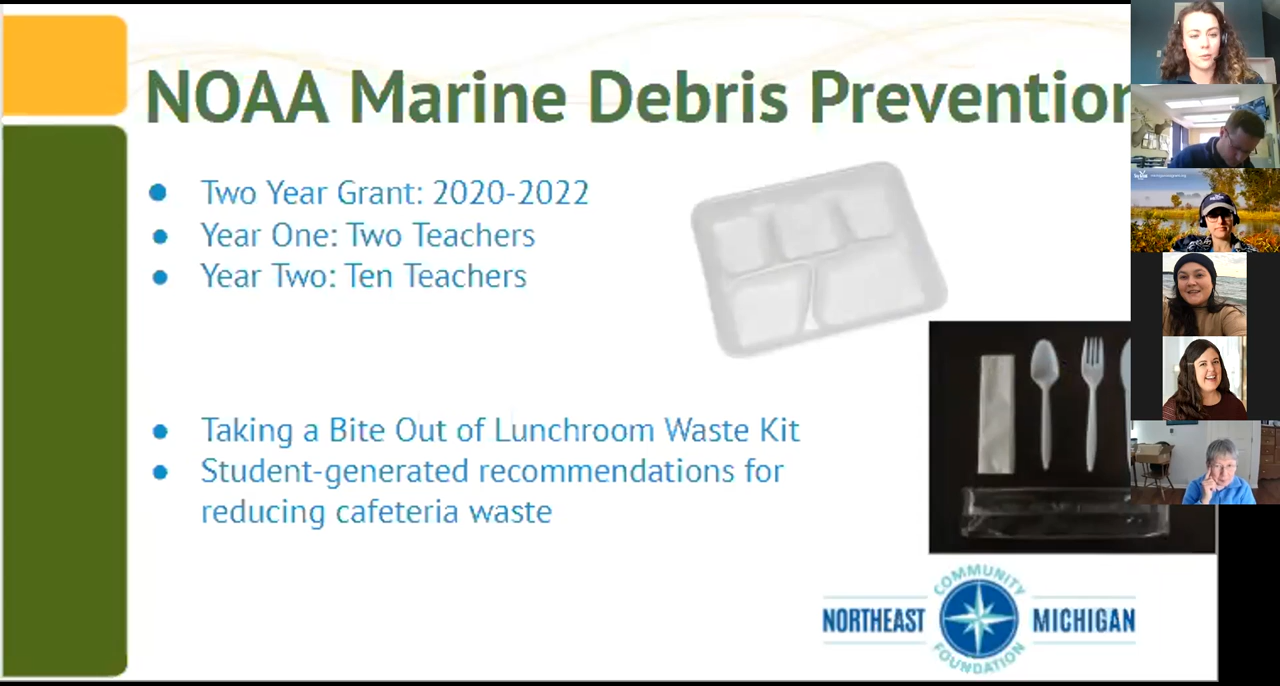 NOAA Marine Debris Prevention
Two Year Grant: 2020-2022
Year One: Two Teachers
Year Two: Ten Teachers
Taking a Bite Out of Lunchroom Waste Kit
Student-generated recommendations for
reducing cafeteria waste
COMMUNITY
NORTHEAST MICHIGAN
FOUNDATION